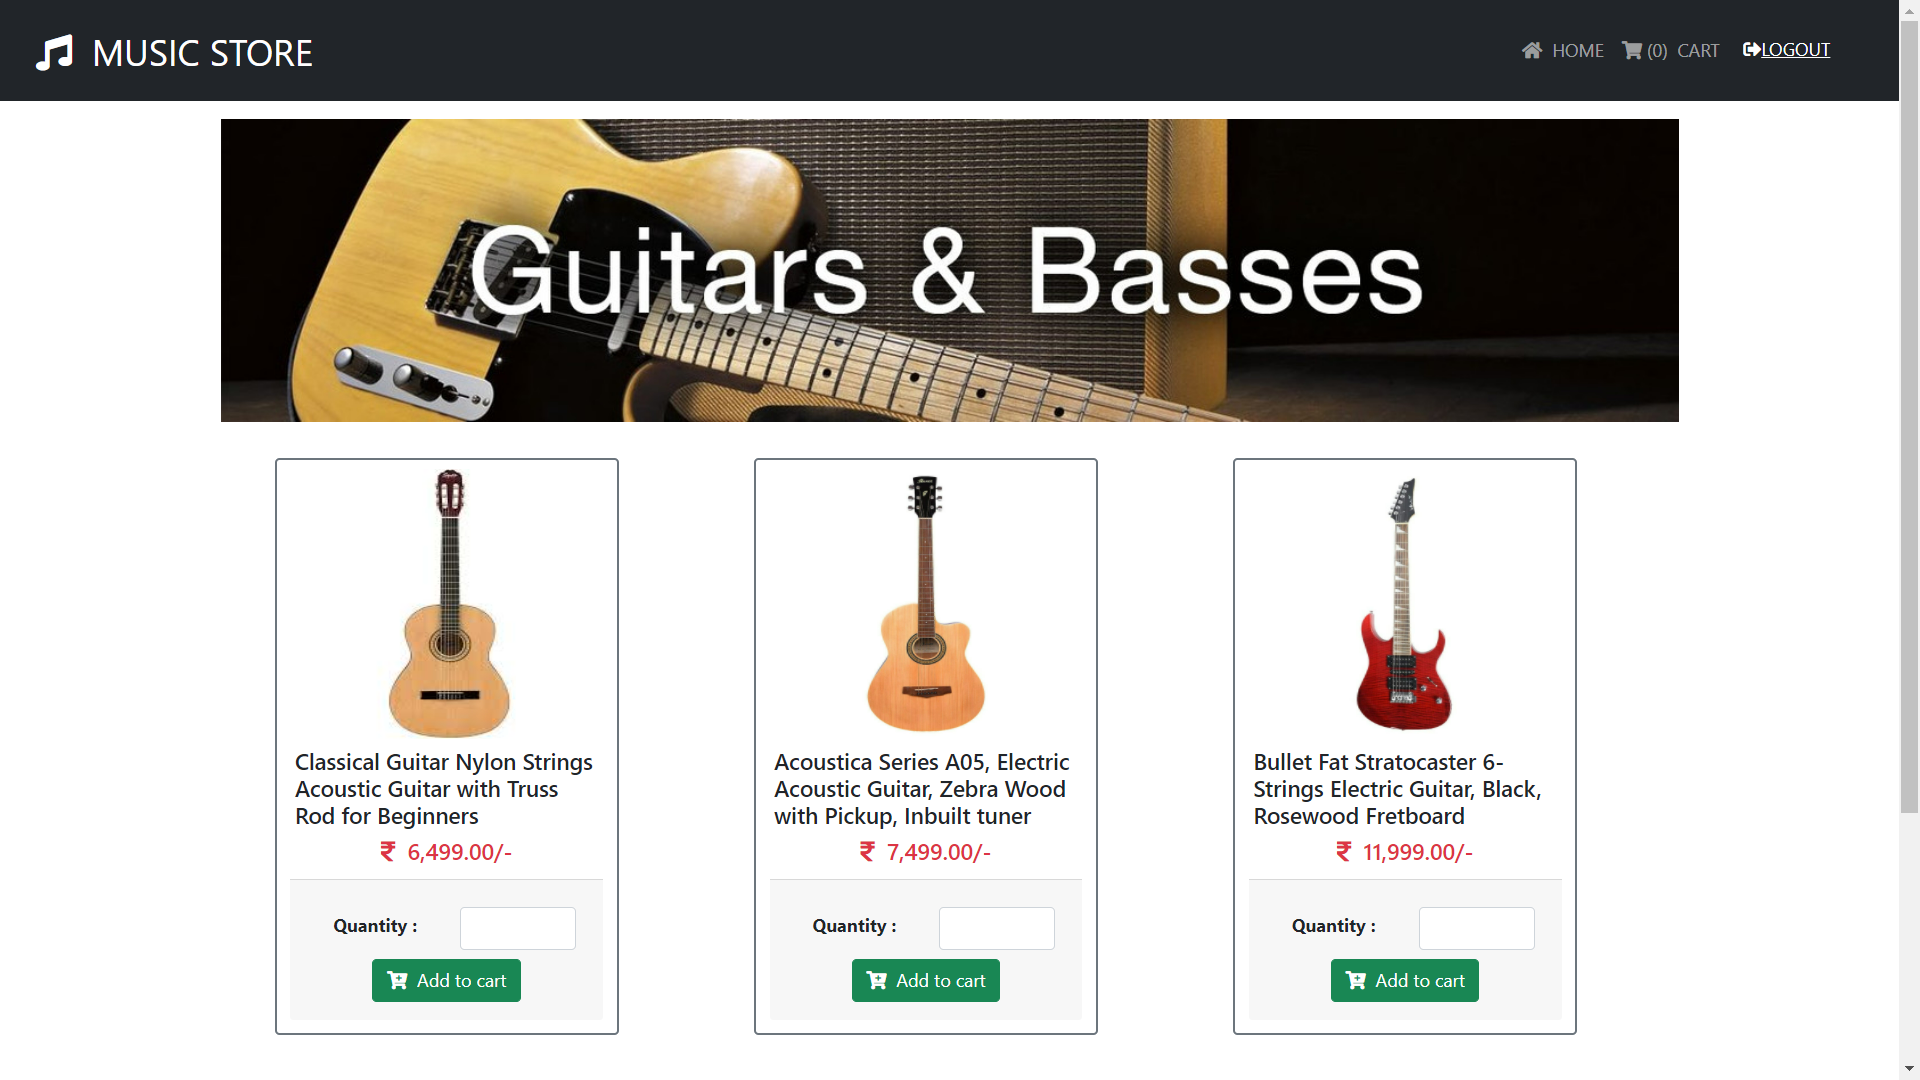 MUSIC STORE
HOME
(0) CART
LOGOUT
Guitars & Basses
Classical Guitar Nylon Strings
Acoustic Guitar with Truss
Rod for Beginners
₹ 6,499.00/-
Quantity :
Add to cart
Acoustica Series A05, Electric
Acoustic Guitar, Zebra Wood
with Pickup, Inbuilt tuner
₹ 7,499.00/-
Quantity :
Add to cart
Bullet Fat Stratocaster 6-
Strings Electric Guitar, Black,
Rosewood Fretboard
₹ 11,999.00/-
Quantity :
Add to cart